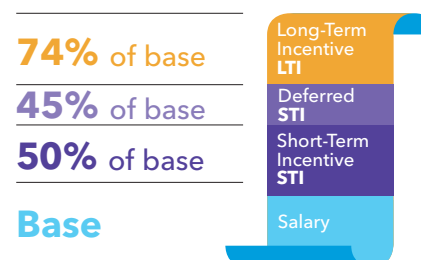 74% of base
45% of base
50% of base
Base
Long-Term
Incentive
LTI
Deferred
STI
Short-Term
Incentive
STI
Salary